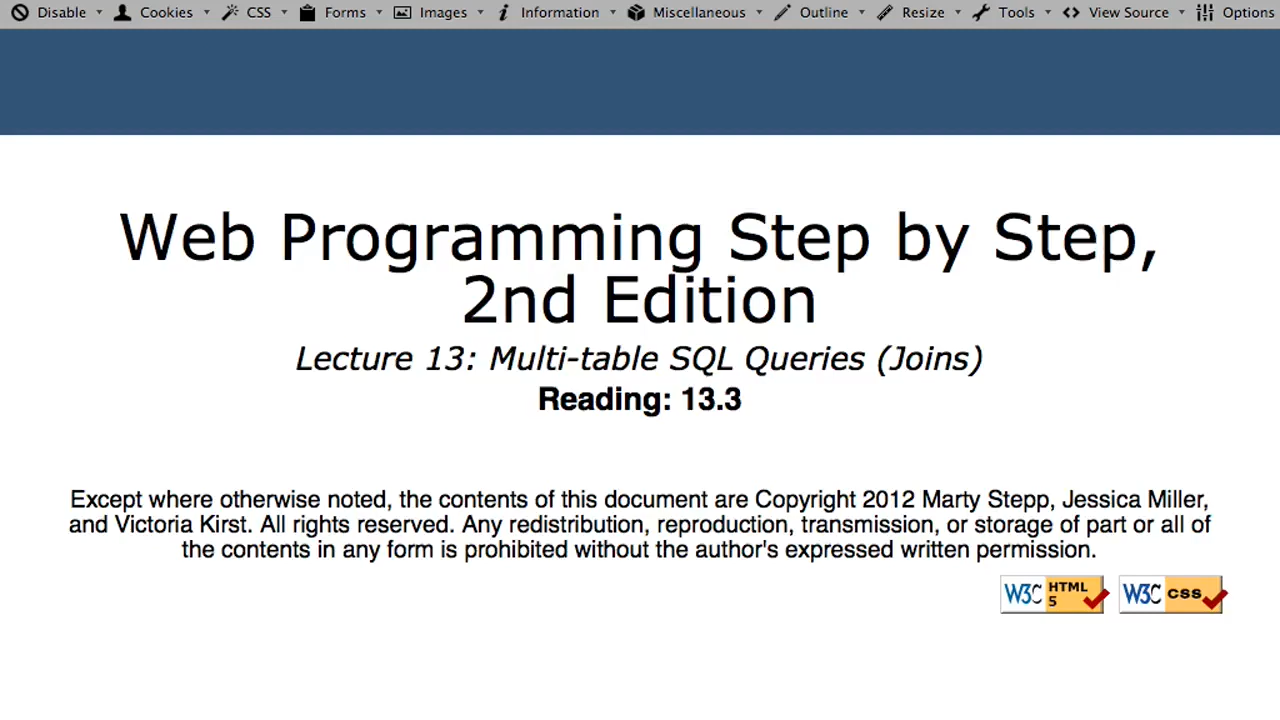 Disable Cookies CSS Forms Images Information Miscellaneous Outline Resize Tools View Source Options
Web Programming Step by Step,
2nd Edition
Lecture 13: Multi-table SQL Queries (Joins)
Reading: 13.3
Except where otherwise noted, the contents of this document are Copyright 2012 Marty Stepp, Jessica Miller,
and Victoria Kirst. All rights reserved. Any redistribution, reproduction, transmission, or storage of part or all of
the contents in any form is prohibited without the author's expressed written permission.
W3C HTML 5 W3C CSS